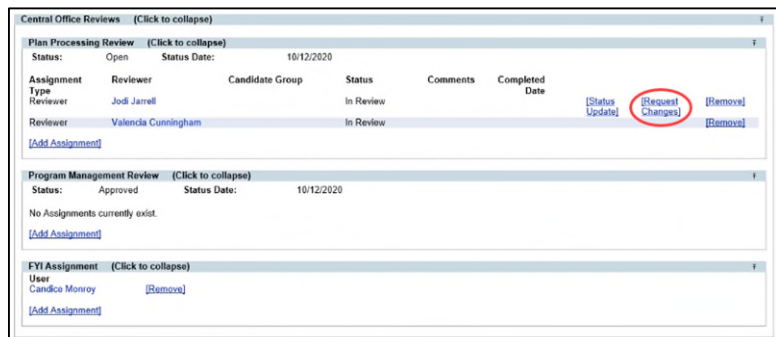 Central Office Reviews (Click to collapse)
Plan Processing Review (Click to collapse)
Status: Open Status Date: 10/12/2020
Assignment Type Reviewer Candidate Group Status Comments Completed Date
Reviewer Jodi Jarrell In Review [Status Update] [Request Changes] [Remove]
Reviewer Valencia Cunningham In Review [Remove]
[Add Assignment]
Program Management Review (Click to collapse)
Status: Approved Status Date: 10/12/2020
No Assignments currently exist.
[Add Assignment]
FYI Assignment (Click to collapse)
User
Candice Monroy [Remove]
[Add Assignment]